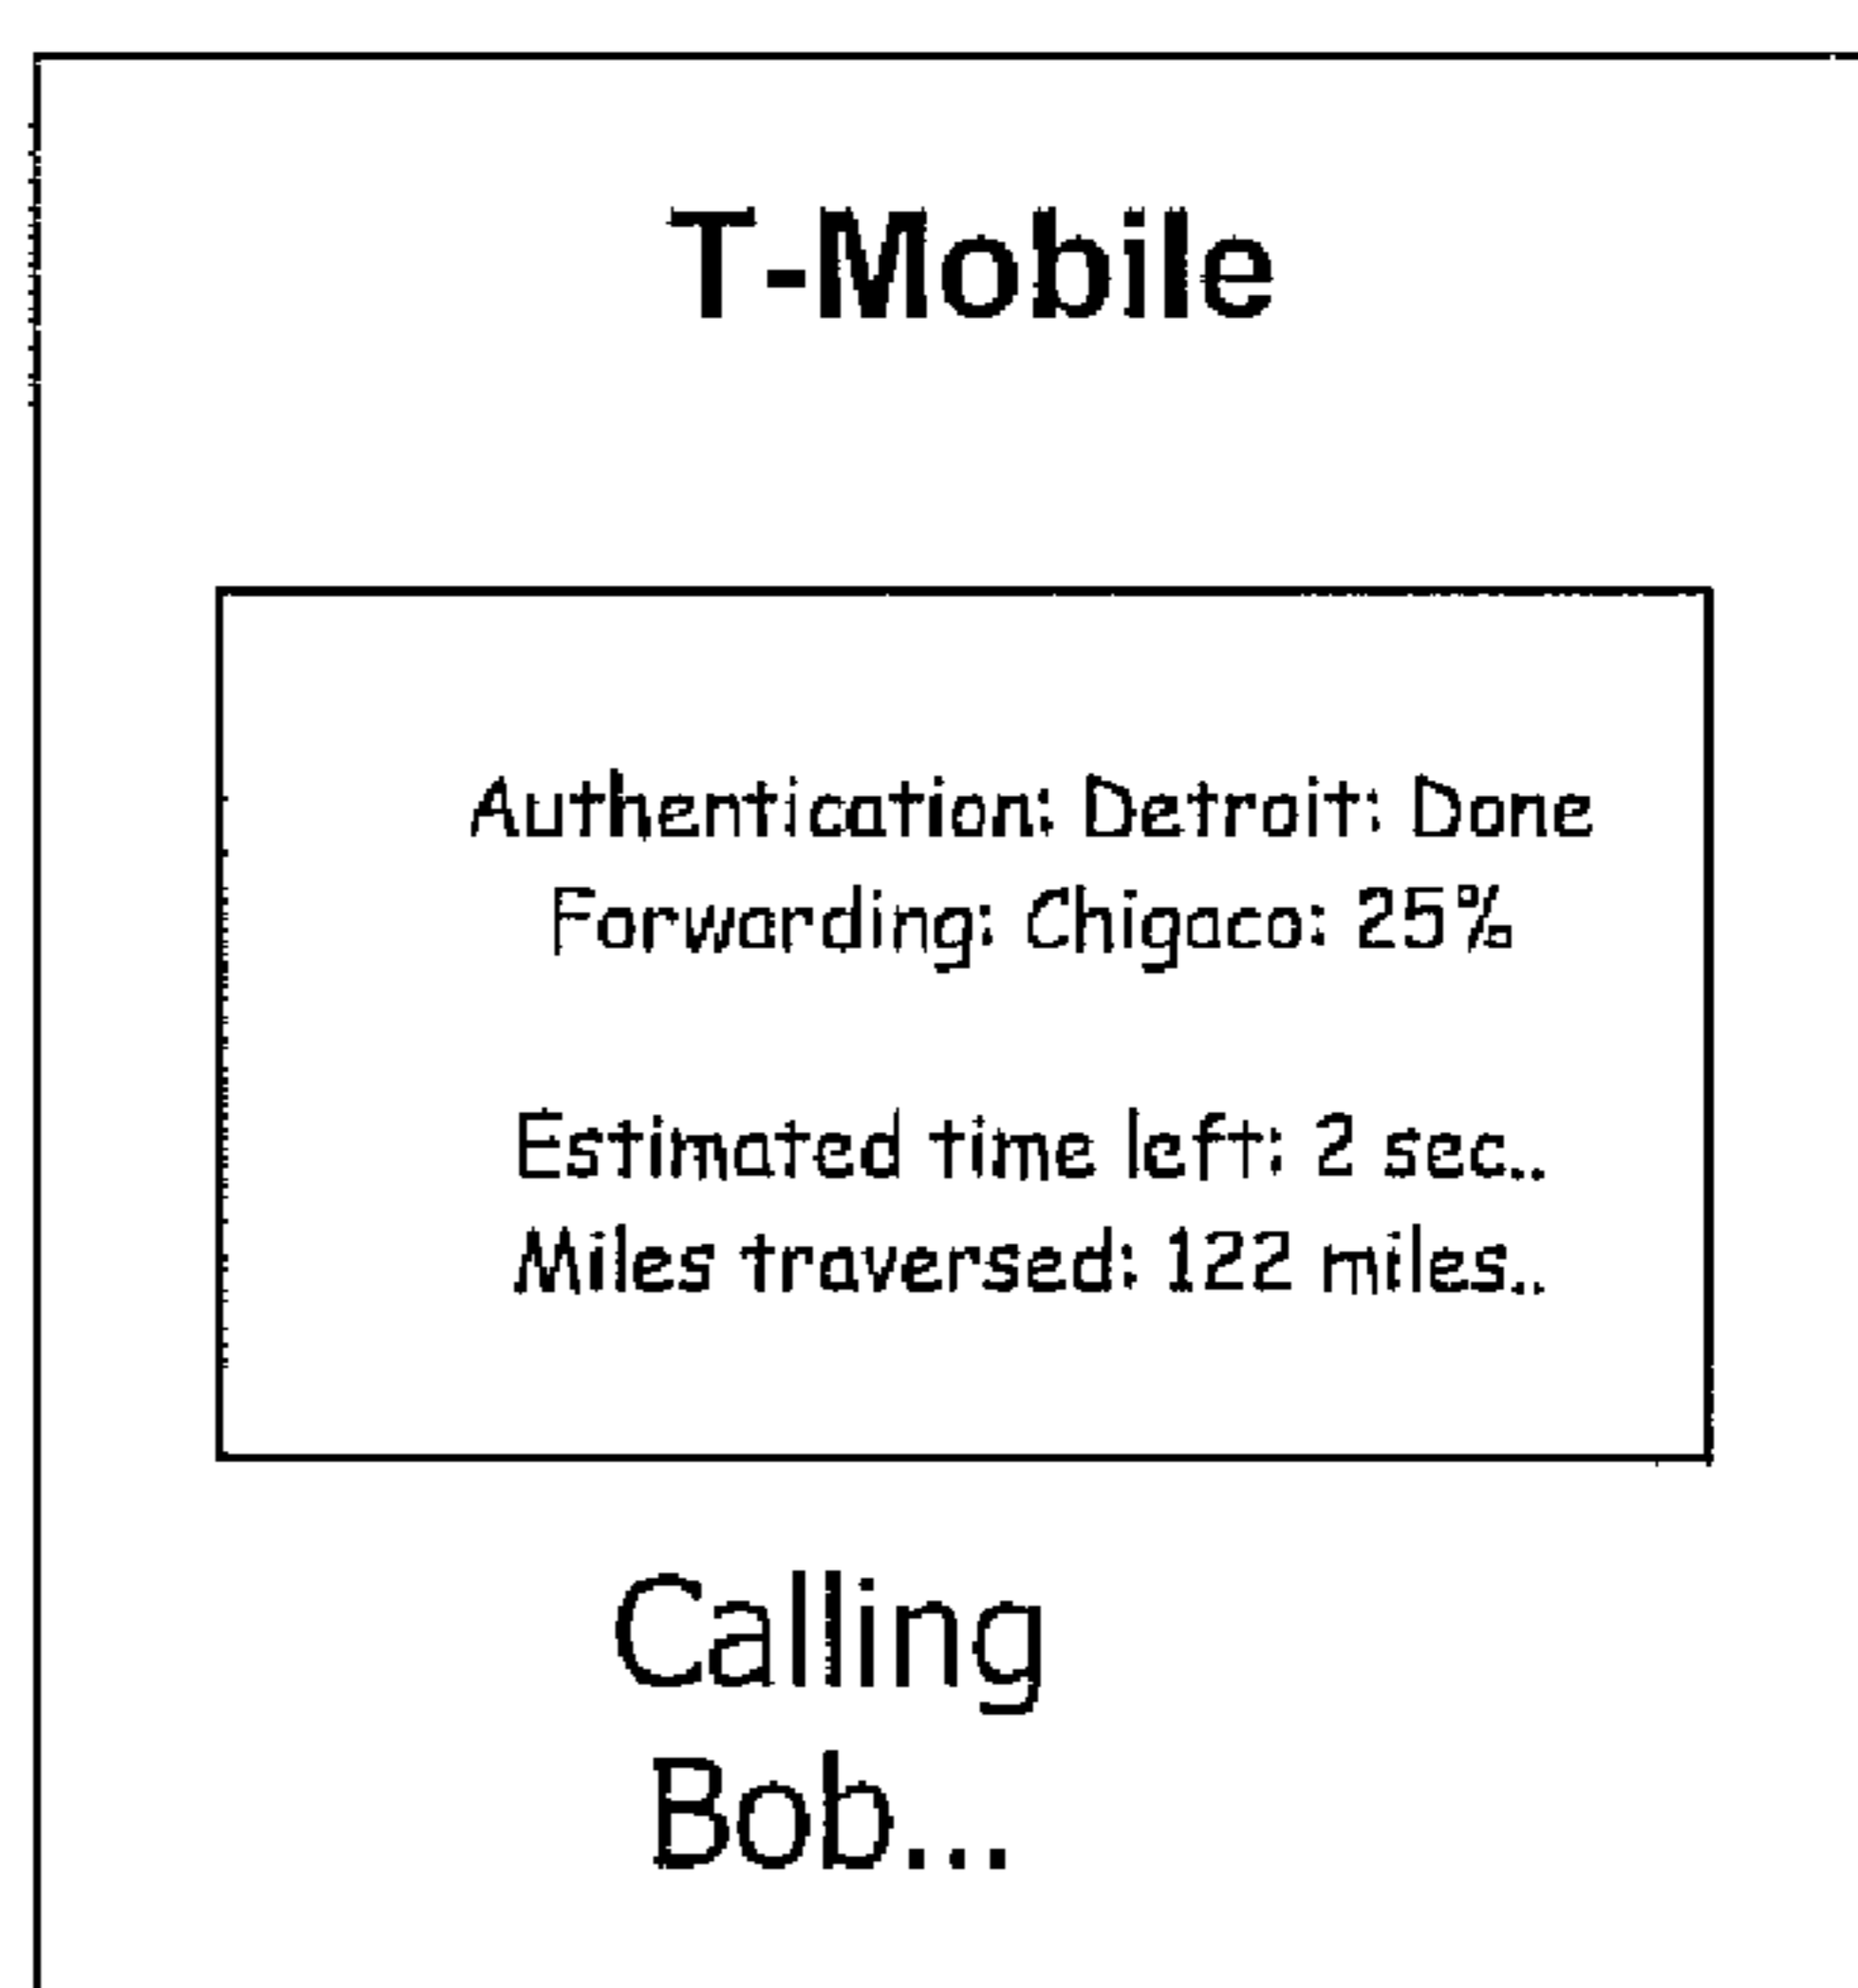 T-Mobile
Authentication: Detroit: Done
Forwarding: Chigaco: 25%
Estimated time left: 2 sec..
Miles traversed: 122 miles..
Calling
Bob...